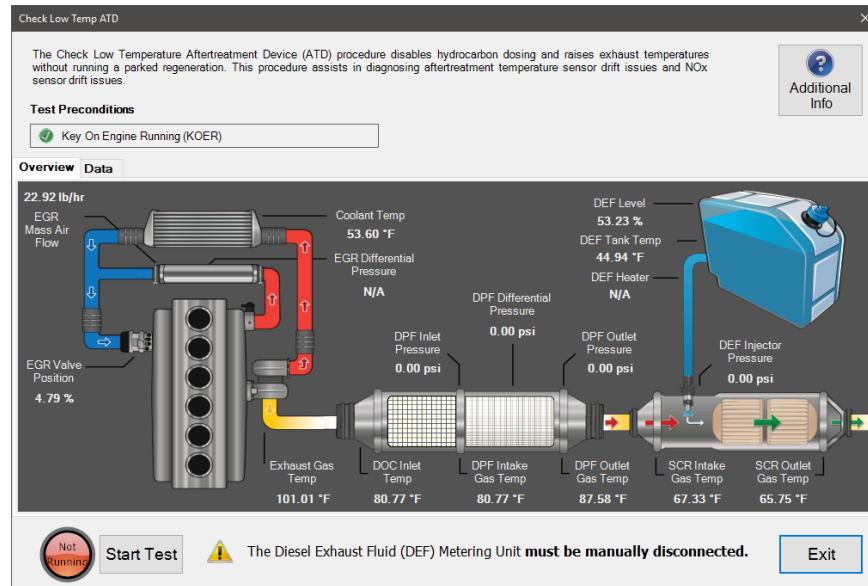 Check Low Temp ATD
The Check Low Temperature Aftertreatment Device (ATD) procedure disables hydrocarbon dosing and raises exhaust temperatures
without running a parked regeneration. This procedure assists in diagnosing aftertreatment temperature sensor drift issues and NOx
sensor drift issues.
Additional
Info
Test Preconditions
Key On Engine Running (KOER)
Overview Data
22.92 lb/hr
EGR
Mass Air
Flow
Coolant Temp
53.60 °F
EGR Differential
Pressure
N/A
DEF Level
53.23 %
DEF Tank Temp
44.94 °F
DEF Heater
N/A
DPF Differential
Pressure
0.00 psi
DPF Inlet
Pressure
0.00 psi
DPF Outlet
Pressure
0.00 psi
DEF Injector
Pressure
0.00 psi
EGR Valve
Position
4.79 %
Exhaust Gas
Temp
101.01 °F
DOC Inlet
Temp
80.77 °F
DPF Intake
Gas Temp
80.77 °F
DPF Outlet
Gas Temp
87.58 °F
SCR Intake
Gas Temp
67.33 °F
SCR Outlet
Gas Temp
65.75 °F
Not
Running
Start Test
The Diesel Exhaust Fluid (DEF) Metering Unit must be manually disconnected.
Exit